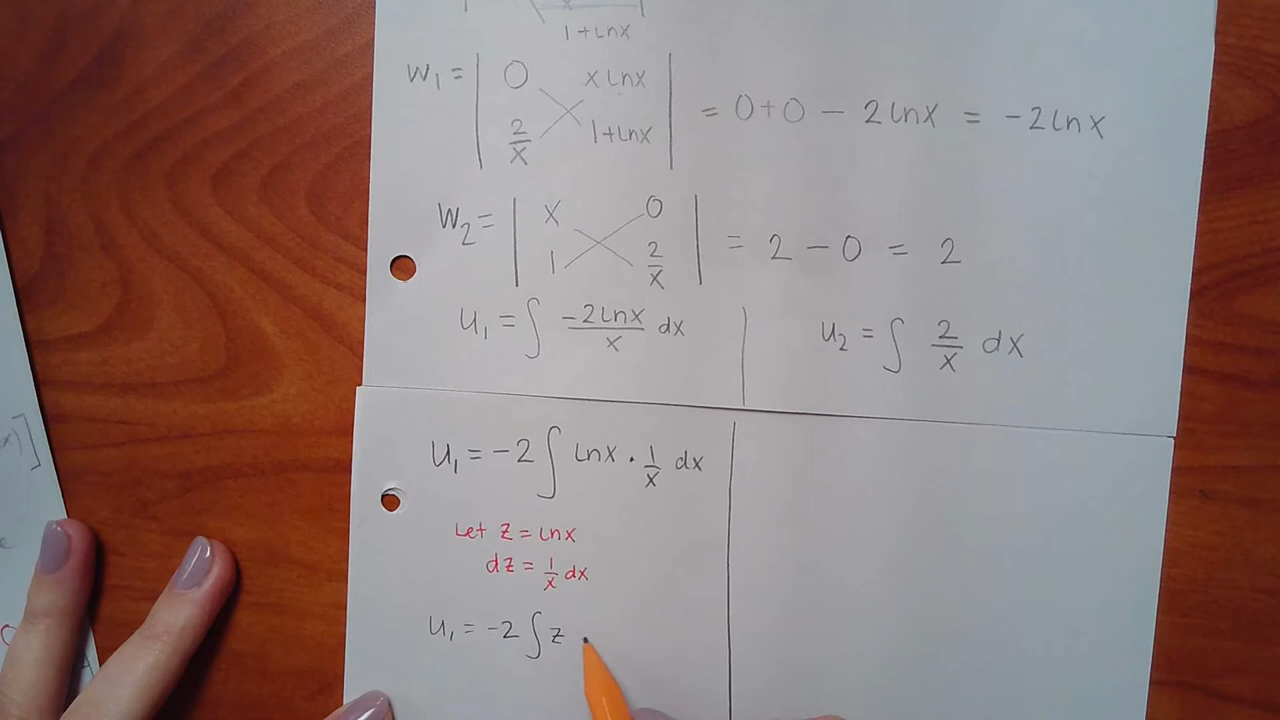 1+lnx
W₁ = | 0 x lnx | = 0+0 − 2lnx = -2lnx
| 2/x 1+lnx |
W₂ = | x 0 | = 2 − 0 = 2
| 1 2/x |
u₁ = ∫ -2lnx/x dx
u₂ = ∫ 2/x dx
u₁ = -2 ∫ lnx · 1/x dx
Let z = lnx
dz = 1/x dx
u₁ = -2 ∫ z
x)]